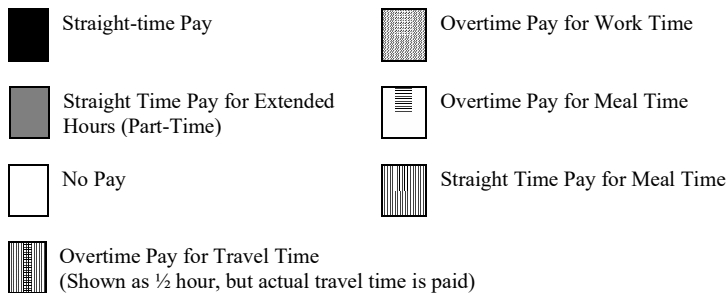 Straight-time Pay
Overtime Pay for Work Time
Straight Time Pay for Extended
Hours (Part-Time)
Overtime Pay for Meal Time
No Pay
Straight Time Pay for Meal Time
Overtime Pay for Travel Time
(Shown as ½ hour, but actual travel time is paid)